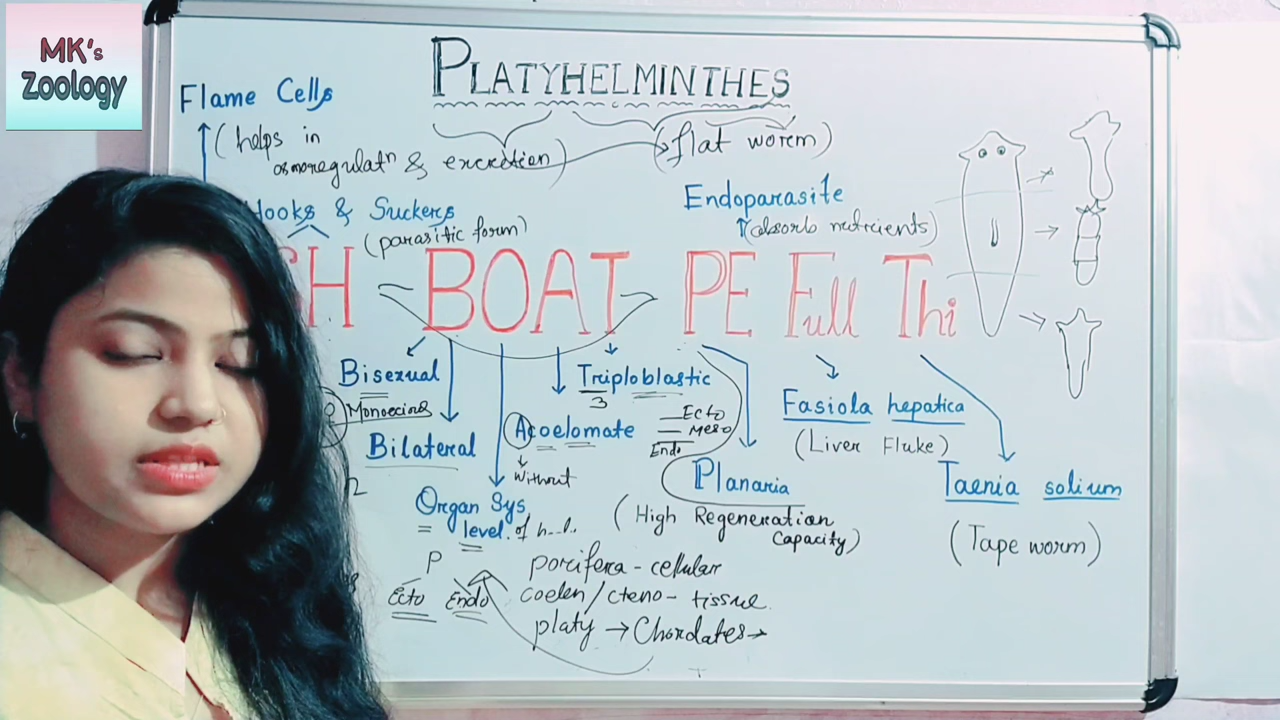 MK's
Zoology
PLATYHELMINTHES
Flame Cells
(helps in
osmoregulatn & excretion)
(flat worm)
Hooks & Suckers
(parasitic form)
Endoparasite
(absorb nutrients)
H BOAT PE Full Thi
Bisexual
Monoecious
Bilateral
Triploblastic
3
Ecto
Meso
Endo
Acoelomate
Without
Organ Sys
level of
Planaria
(High Regeneration
Capacity)
Fasiola hepatica
(Liver Fluke)
Taenia solium
(Tape worm)
P
Ecto Endo
porifera - cellular
coelen/cteno - tissue
platy → Chordates →